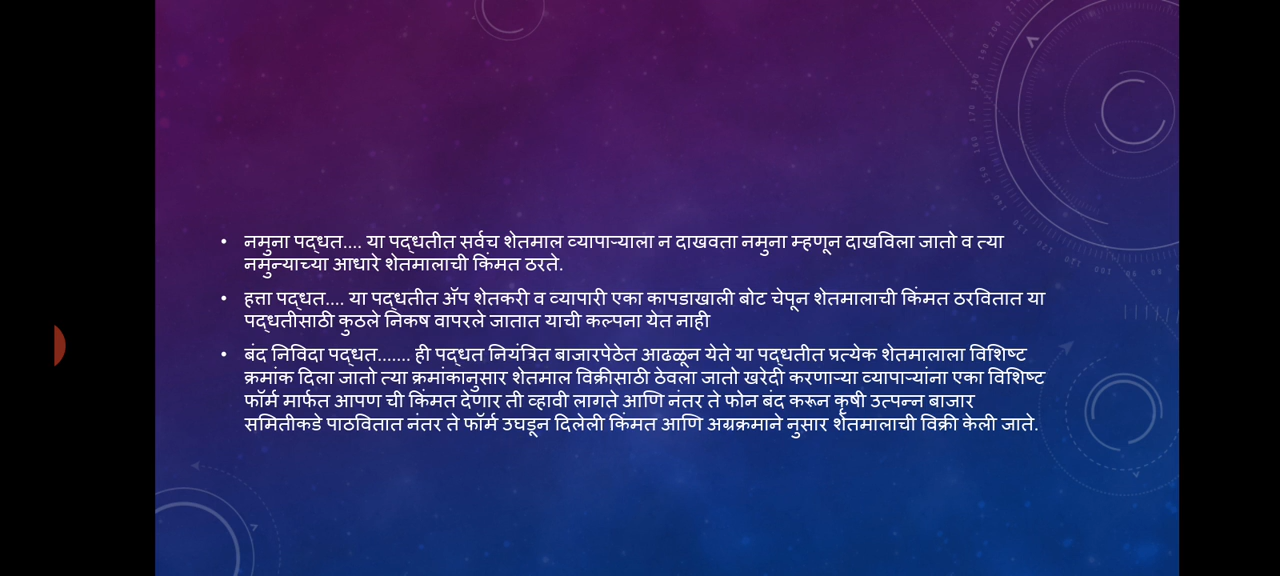 • नमुना पद्धत.... या पद्धतीत सर्वच शेतमाल व्यापाऱ्याला न दाखवता नमुना म्हणून दाखविला जातो व त्या
नमुन्याच्या आधारे शेतमालाची किंमत ठरते.
• हत्ता पद्धत.... या पद्धतीत ॲप शेतकरी व व्यापारी एका कापडाखाली बोट चेपून शेतमालाची किंमत ठरवितात या
पद्धतीसाठी कुठले निकष वापरले जातात याची कल्पना येत नाही
• बंद निविदा पद्धत....... ही पद्धत नियंत्रित बाजारपेठेत आढळून येते या पद्धतीत प्रत्येक शेतमालाला विशिष्ट
क्रमांक दिला जातो त्या क्रमांकानुसार शेतमाल विक्रीसाठी ठेवला जातो खरेदी करणाऱ्या व्यापाऱ्यांना एका विशिष्ट
फॉर्म मार्फत आपण ची किंमत देणार ती व्हावी लागते आणि नंतर ते फोन बंद करून कृषी उत्पन्न बाजार
समितीकडे पाठवितात नंतर ते फॉर्म उघडून दिलेली किंमत आणि अग्रक्रमाने नुसार शेतमालाची विक्री केली जाते.